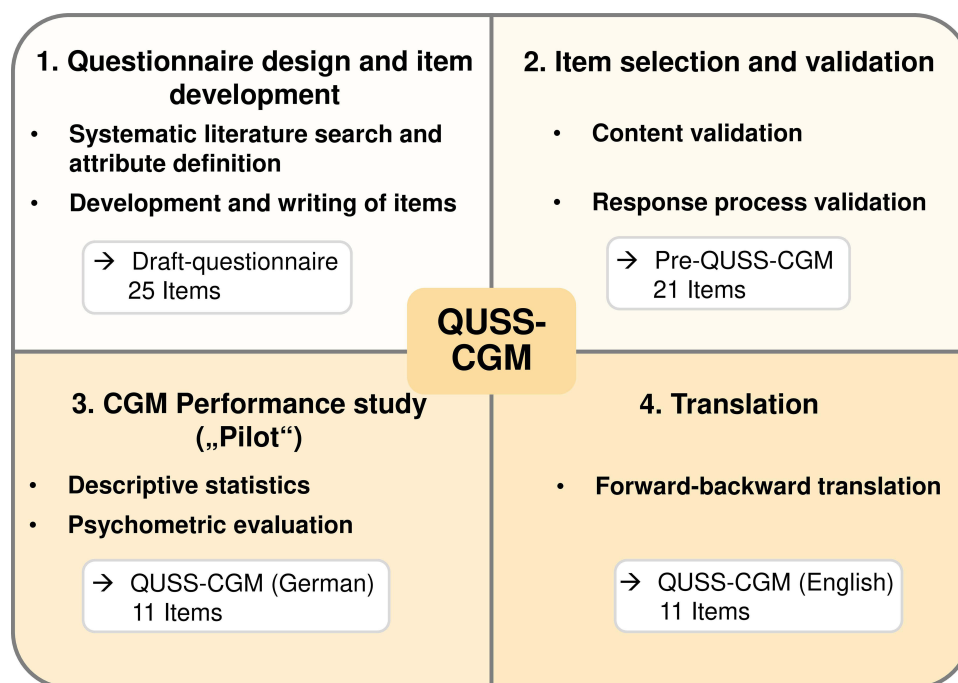 1. Questionnaire design and item
development
• Systematic literature search and
attribute definition
• Development and writing of items
→ Draft-questionnaire
25 Items
2. Item selection and validation
• Content validation
• Response process validation
→ Pre-QUSS-CGM
21 Items
QUSS-
CGM
3. CGM Performance study
(„Pilot“)
• Descriptive statistics
• Psychometric evaluation
→ QUSS-CGM (German)
11 Items
4. Translation
• Forward-backward translation
→ QUSS-CGM (English)
11 Items